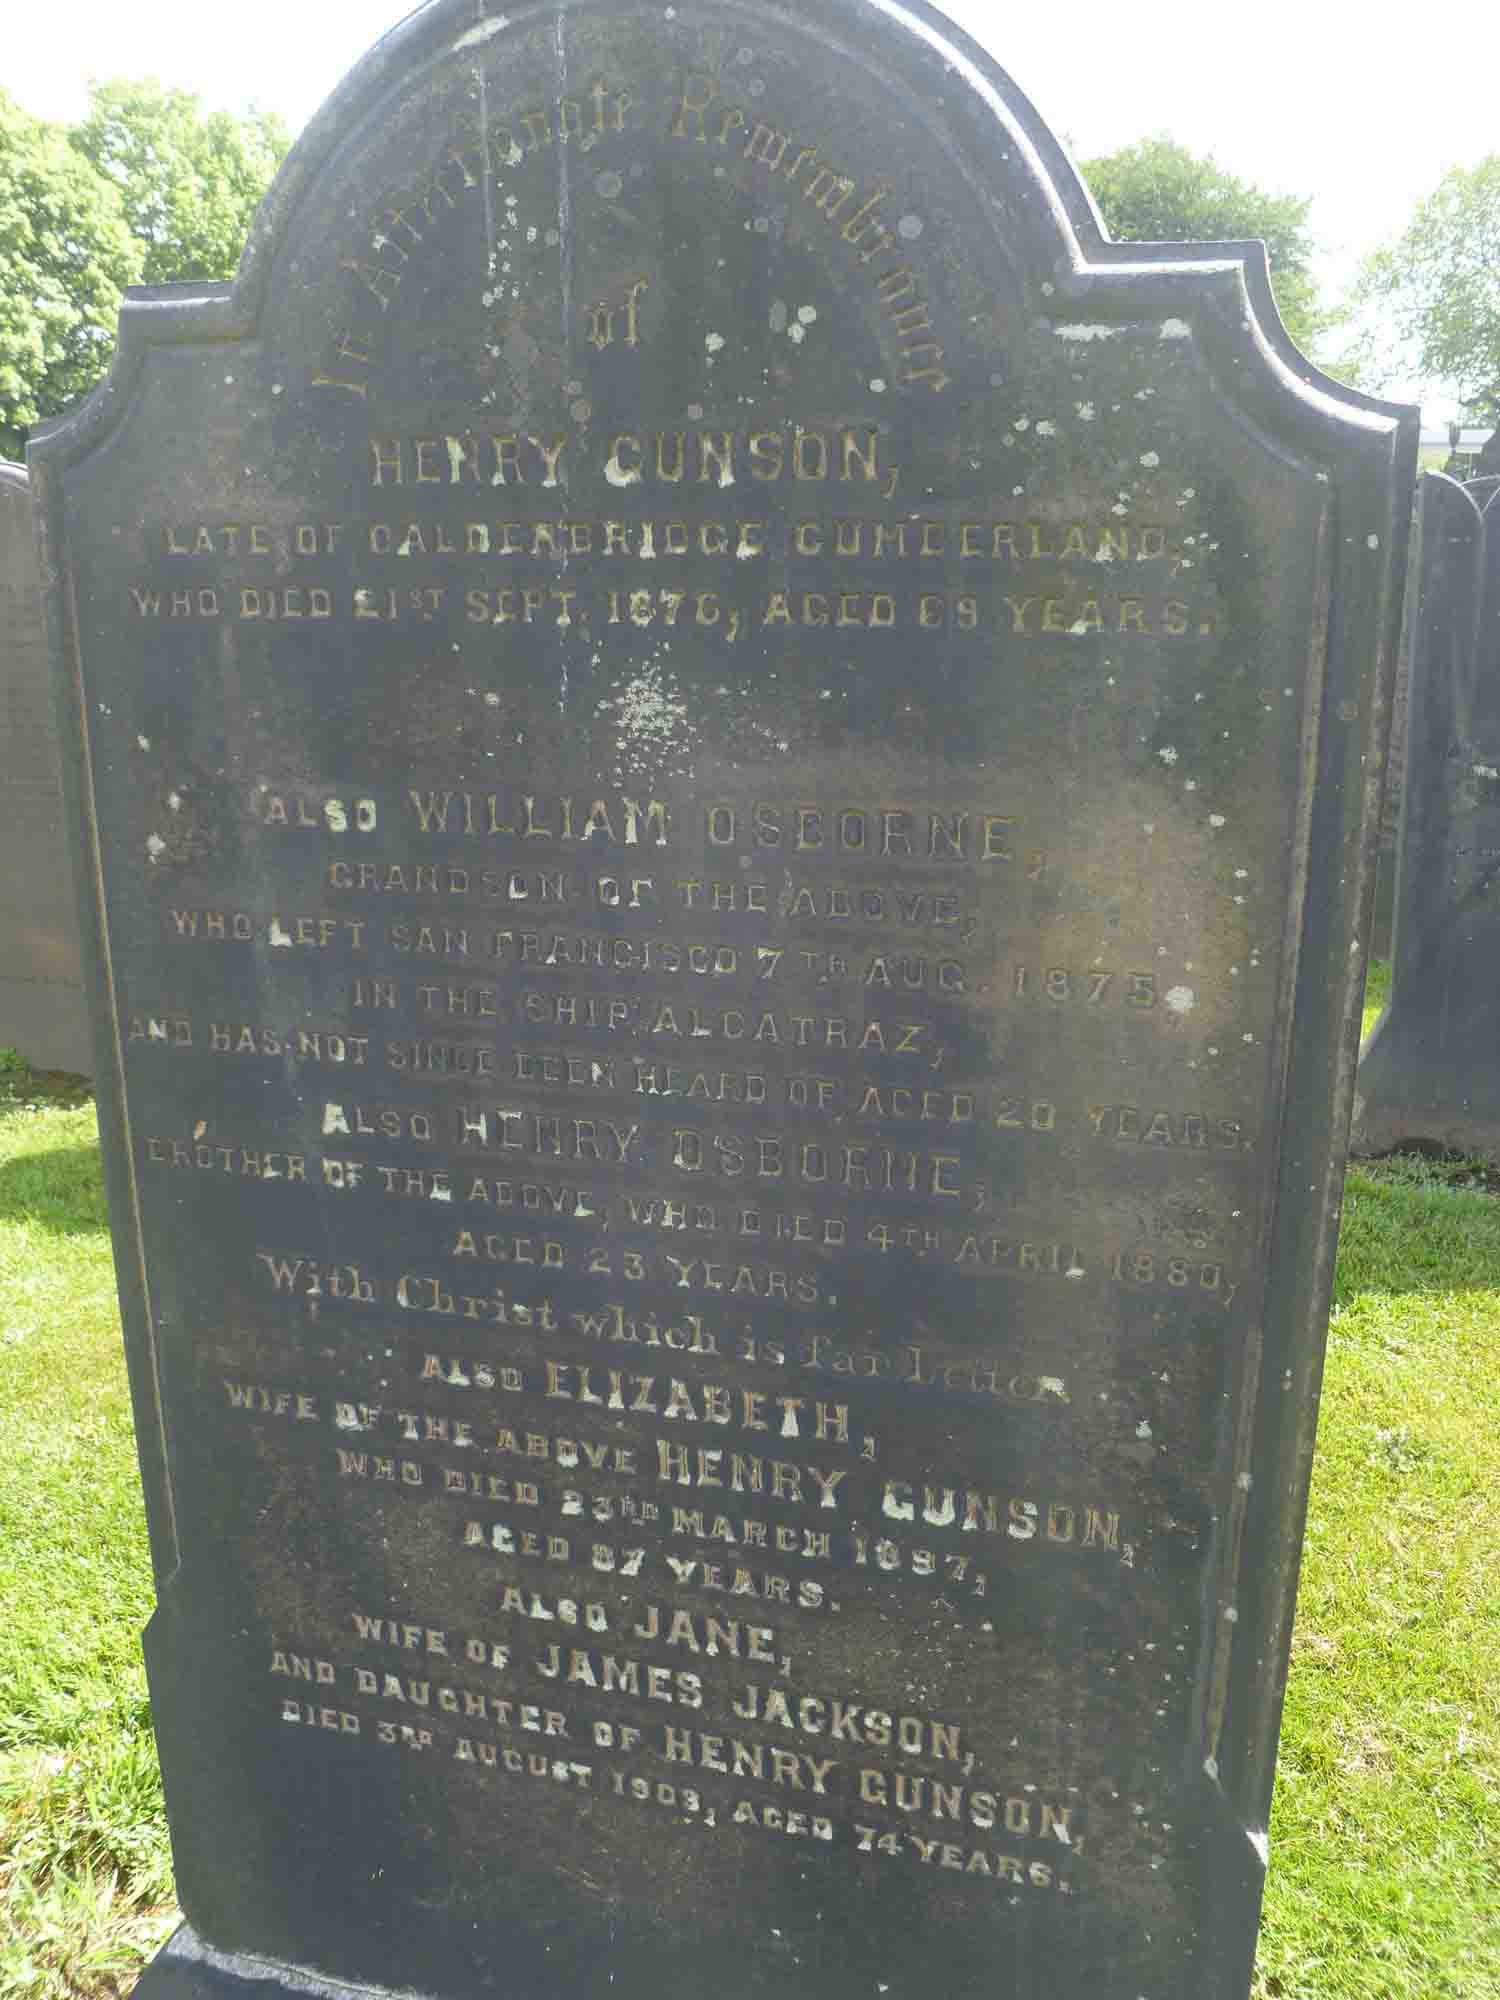 In Affectionate Remembrance
of
HENRY GUNSON,
LATE OF CALDERBRIDGE CUMBERLAND,
WHO DIED 21ST SEPT. 1876, AGED 69 YEARS.
ALSO WILLIAM OSBORNE,
GRANDSON OF THE ABOVE,
WHO LEFT SAN FRANCISCO 7TH AUG. 1875,
IN THE SHIP ALCATRAZ,
AND HAS NOT SINCE BEEN HEARD OF, AGED 20 YEARS.
ALSO HENRY OSBORNE,
BROTHER OF THE ABOVE, WHO DIED 4TH APRIL 1880,
AGED 23 YEARS.
With Christ which is far better.
ALSO ELIZABETH,
WIFE OF THE ABOVE HENRY GUNSON,
WHO DIED 23RD MARCH 1897,
AGED 87 YEARS.
ALSO JANE,
WIFE OF JAMES JACKSON,
AND DAUGHTER OF HENRY GUNSON,
DIED 3RD AUGUST 1903, AGED 74 YEARS.